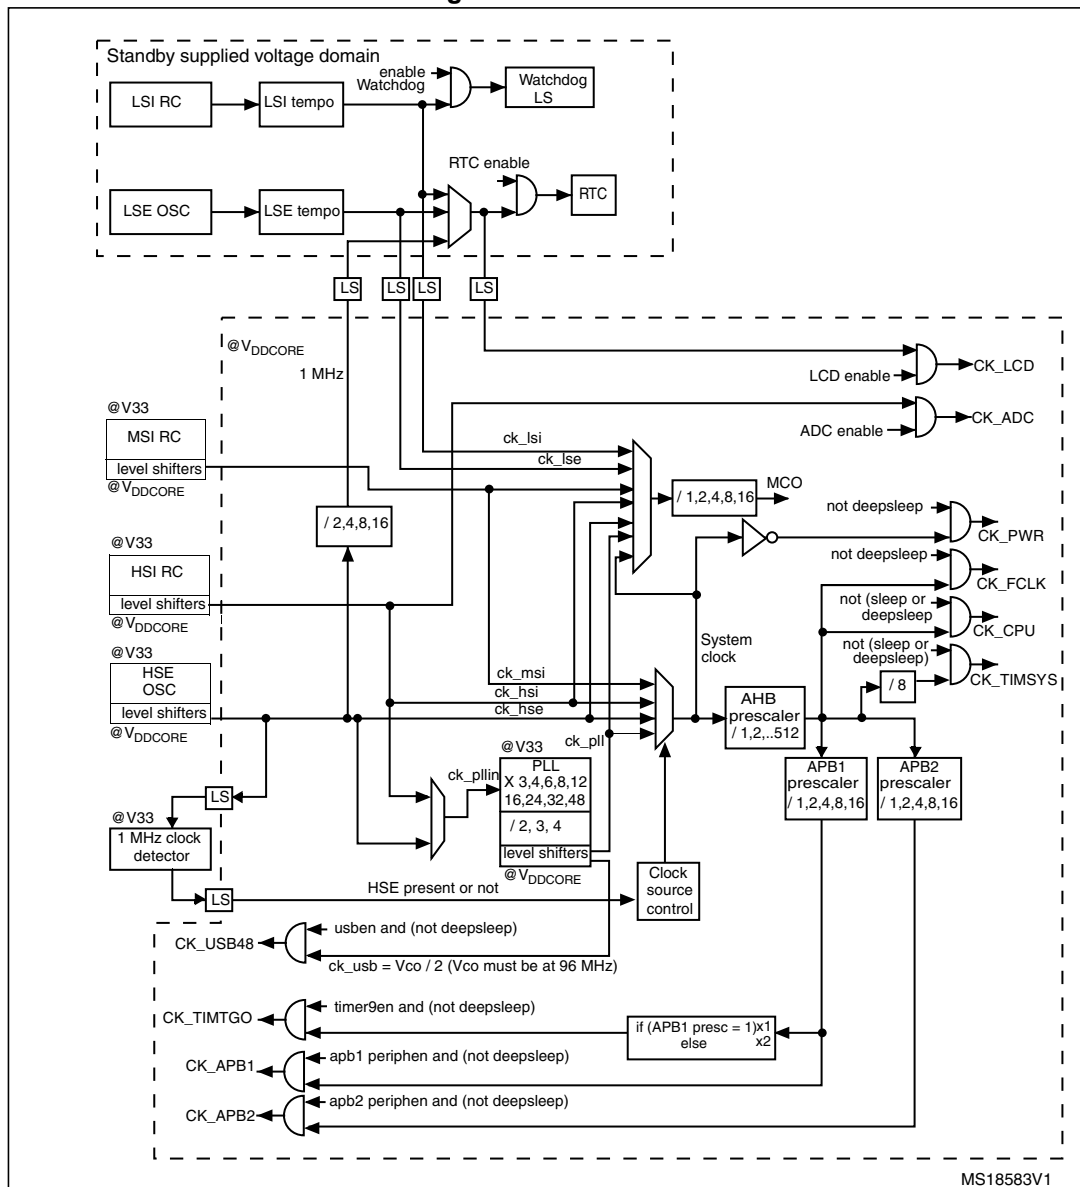 Standby supplied voltage domain
enable
Watchdog
Watchdog
LS
LSI RC
LSI tempo
RTC enable
RTC
LSE OSC
LSE tempo
LS
LS
LS
LS
@VDDCORE
1 MHz
LCD enable
CK_LCD
@V33
MSI RC
level shifters
@VDDCORE
ADC enable
CK_ADC
ck_lsi
ck_lse
/ 1,2,4,8,16
MCO
/ 2,4,8,16
not deepsleep
CK_PWR
@V33
HSI RC
level shifters
@VDDCORE
not deepsleep
CK_FCLK
not (sleep or
deepsleep
CK_CPU
System
clock
not (sleep or
deepsleep)
CK_TIMSYS
/ 8
@V33
HSE
OSC
level shifters
@VDDCORE
ck_msi
ck_hsi
ck_hse
ck_pll
AHB
prescaler
/ 1,2,..512
@V33
PLL
X 3,4,6,8,12
16,24,32,48
/ 2, 3, 4
level shifters
@VDDCORE
ck_pllin
APB1
prescaler
/ 1,2,4,8,16
APB2
prescaler
/ 1,2,4,8,16
LS
@V33
1 MHz clock
detector
LS
HSE present or not
Clock
source
control
CK_USB48
usben and (not deepsleep)
ck_usb = Vco / 2 (Vco must be at 96 MHz)
CK_TIMTGO
timer9en and (not deepsleep)
if (APB1 presc = 1)x1
else x2
CK_APB1
apb1 periphen and (not deepsleep)
CK_APB2
apb2 periphen and (not deepsleep)
MS18583V1